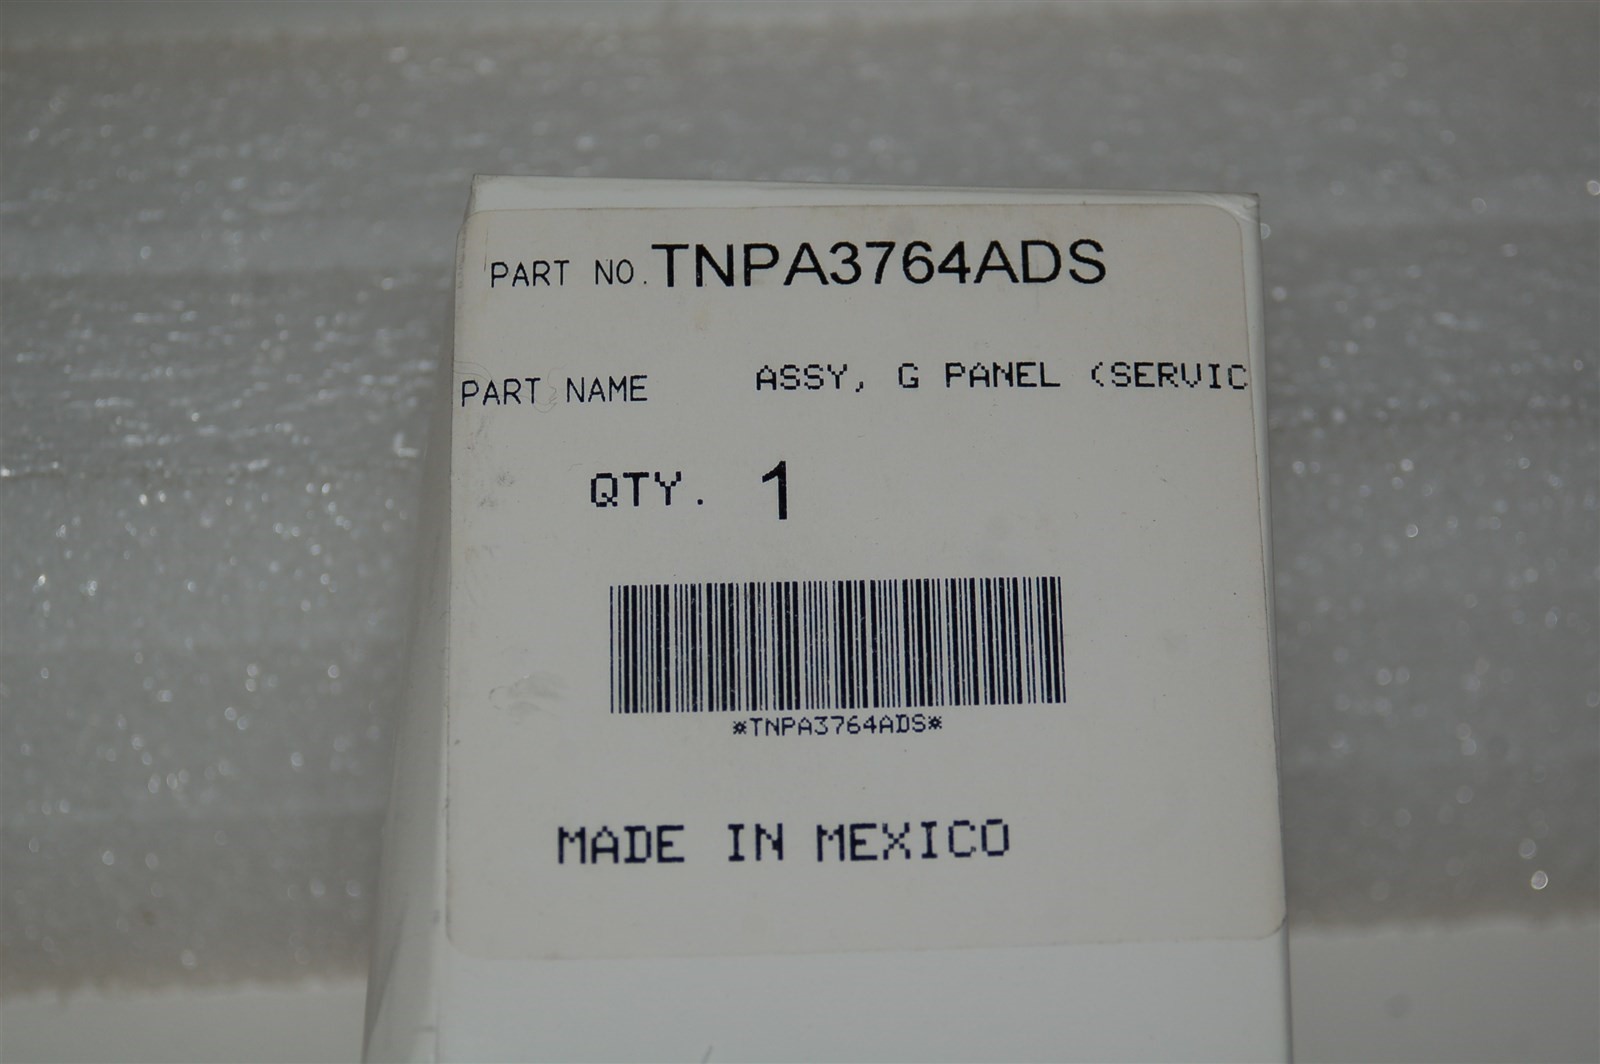 PART NO. TNPA3764ADS
PART NAME ASSY, G PANEL (SERVIC
QTY. 1
*TNPA3764ADS*
MADE IN MEXICO